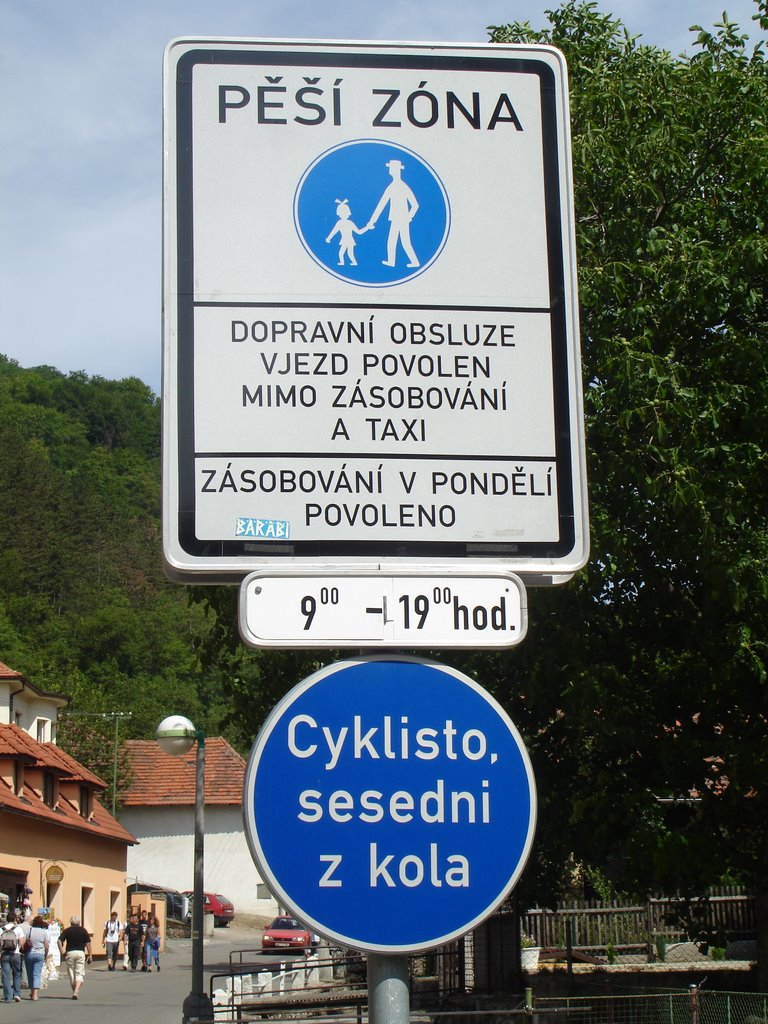 PĚŠÍ ZÓNA
DOPRAVNÍ OBSLUZE
VJEZD POVOLEN
MIMO ZÁSOBOVÁNÍ
A TAXI
ZÁSOBOVÁNÍ V PONDĚLÍ
POVOLENO
BARABI
9⁰⁰ - 19⁰⁰ hod.
Cyklisto,
sesedni
z kola